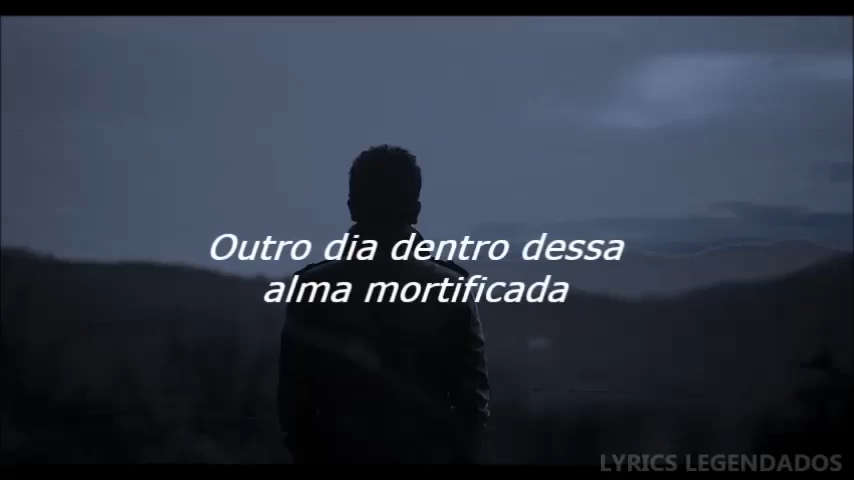 Outro dia dentro dessa
alma mortificada
LYRICS LEGENDADOS